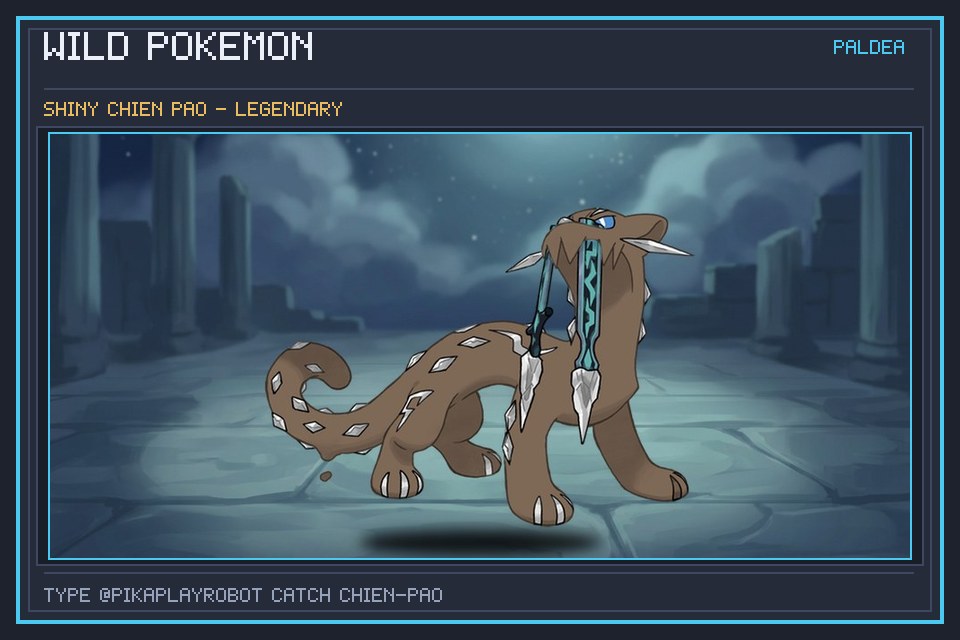 WILD POKEMON
PALDEA
SHINY CHIEN PAO - LEGENDARY
TYPE @PIKAPLAYROBOT CATCH CHIEN-PAO